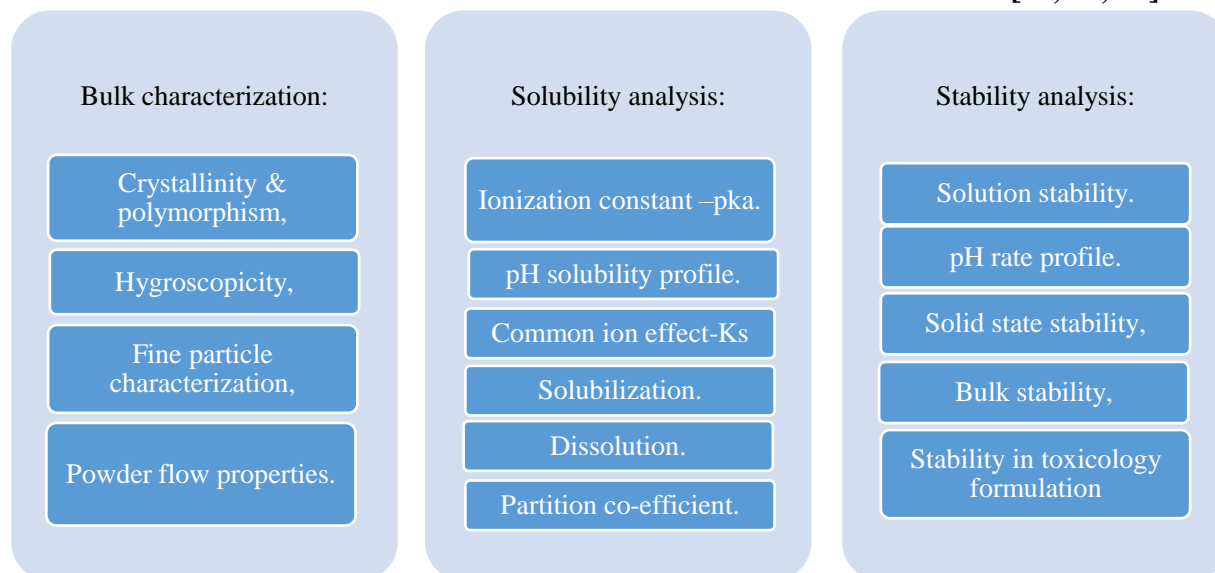 Bulk characterization:
Crystallinity &
polymorphism,
Hygroscopicity,
Fine particle
characterization,
Powder flow properties.
Solubility analysis:
Ionization constant –pka.
pH solubility profile.
Common ion effect-Ks
Solubilization.
Dissolution.
Partition co-efficient.
Stability analysis:
Solution stability.
pH rate profile.
Solid state stability,
Bulk stability,
Stability in toxicology
formulation